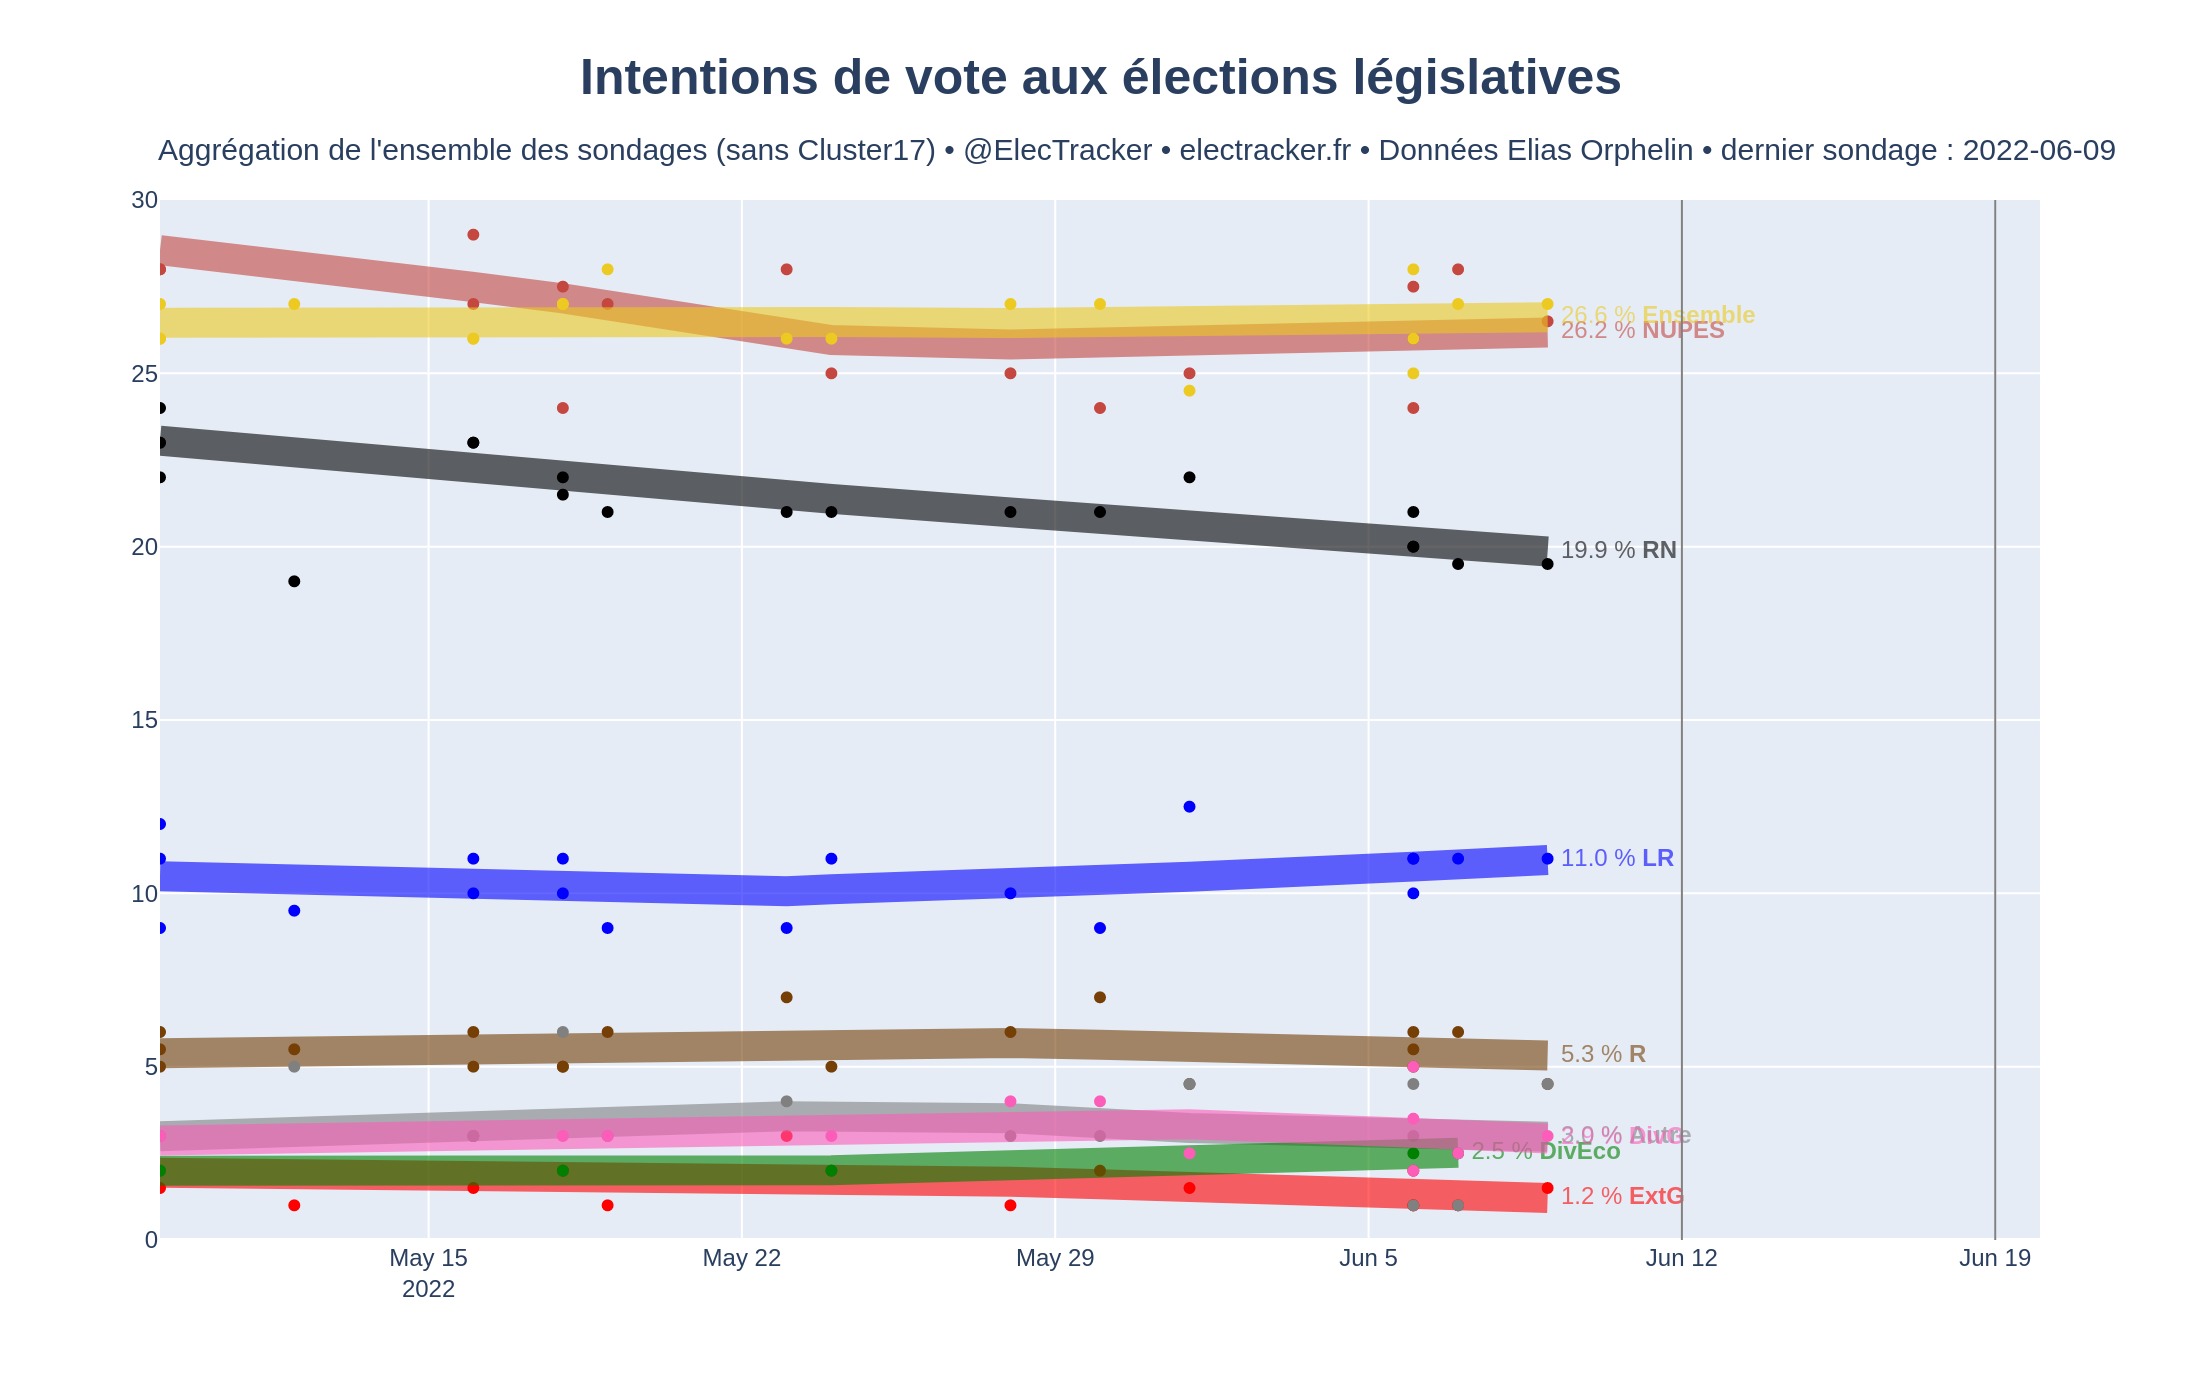 Intentions de vote aux élections législatives
Aggrégation de l'ensemble des sondages (sans Cluster17) • @ElecTracker • electracker.fr • Données Elias Orphelin • dernier sondage : 2022-06-09
30
25
20
15
10
5
0
26.6 % Ensemble
26.2 % NUPES
19.9 % RN
11.0 % LR
5.3 % R
% Autre
% DivG
2.5 % DivEco
1.2 % ExtG
May 15
2022
May 22
May 29
Jun 5
Jun 12
Jun 19